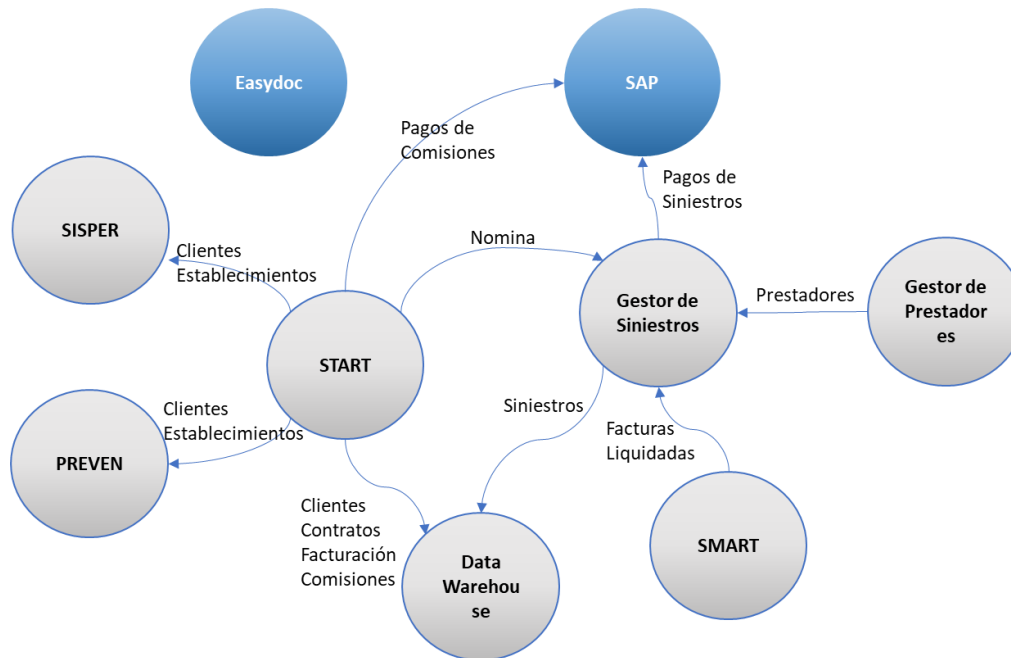 Easydoc
SAP
Pagos de
Comisiones
Pagos de
Siniestros
SISPER
Clientes
Establecimientos
Nomina
Gestor de
Siniestros
Prestadores
Gestor de
Prestador
es
START
Clientes
Establecimientos
PREVEN
Siniestros
Facturas
Liquidadas
Clientes
Contratos
Facturación
Comisiones
SMART
Data
Warehou
se